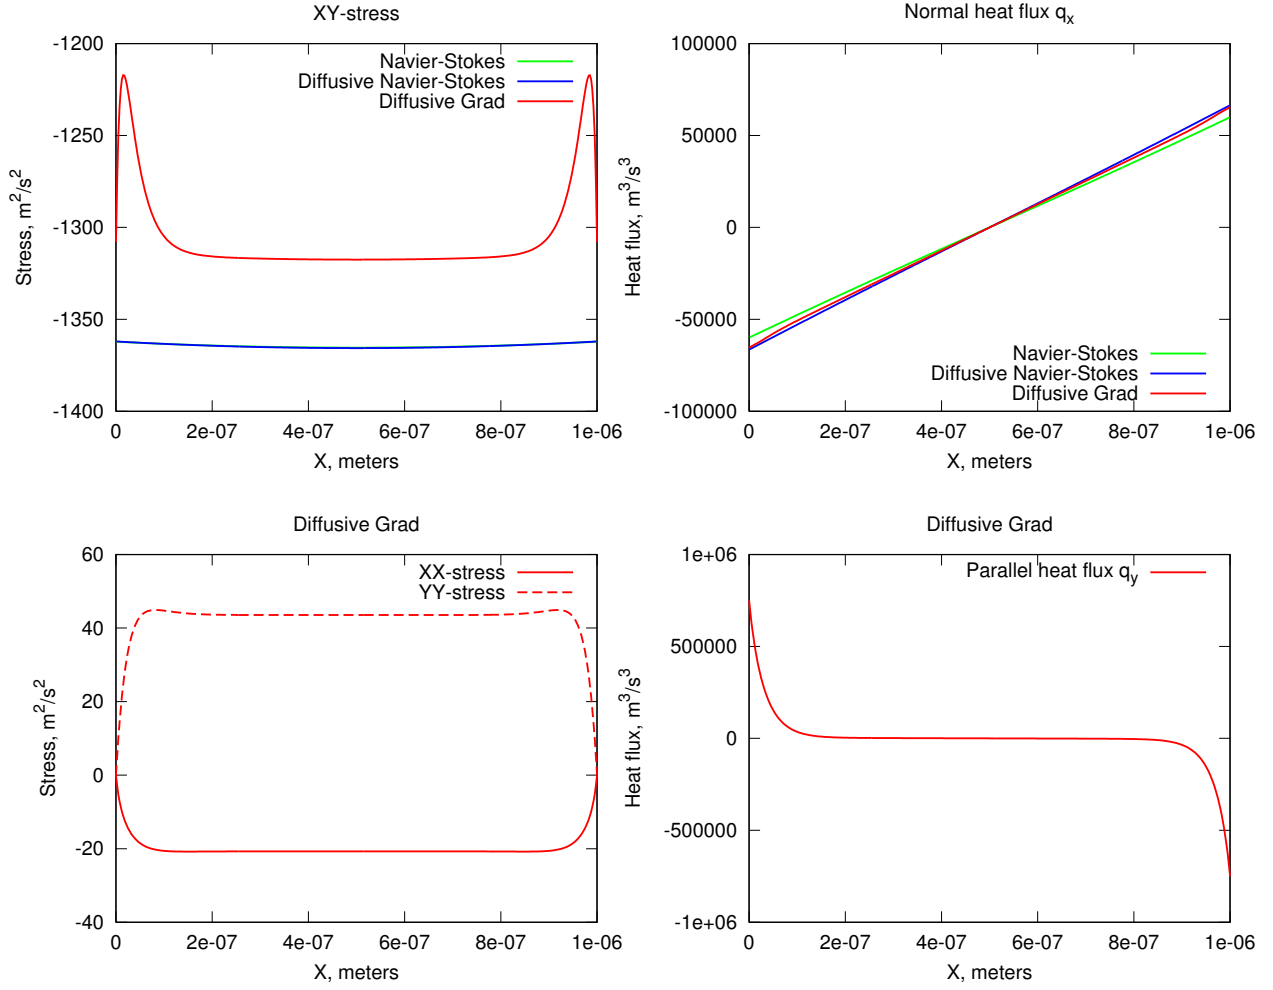 XY-stress
-1200
-1250
-1300
-1350
-1400
0
2e-07
4e-07
6e-07
8e-07
1e-06
Stress, m²/s²
X, meters
Navier-Stokes
Diffusive Navier-Stokes
Diffusive Grad
Normal heat flux qₓ
100000
50000
0
-50000
-100000
0
2e-07
4e-07
6e-07
8e-07
1e-06
Heat flux, m³/s³
X, meters
Navier-Stokes
Diffusive Navier-Stokes
Diffusive Grad
Diffusive Grad
60
40
20
0
-20
-40
0
2e-07
4e-07
6e-07
8e-07
1e-06
Stress, m²/s²
X, meters
XX-stress
YY-stress
Diffusive Grad
1e+06
500000
0
-500000
-1e+06
0
2e-07
4e-07
6e-07
8e-07
1e-06
Heat flux, m³/s³
X, meters
Parallel heat flux q_y